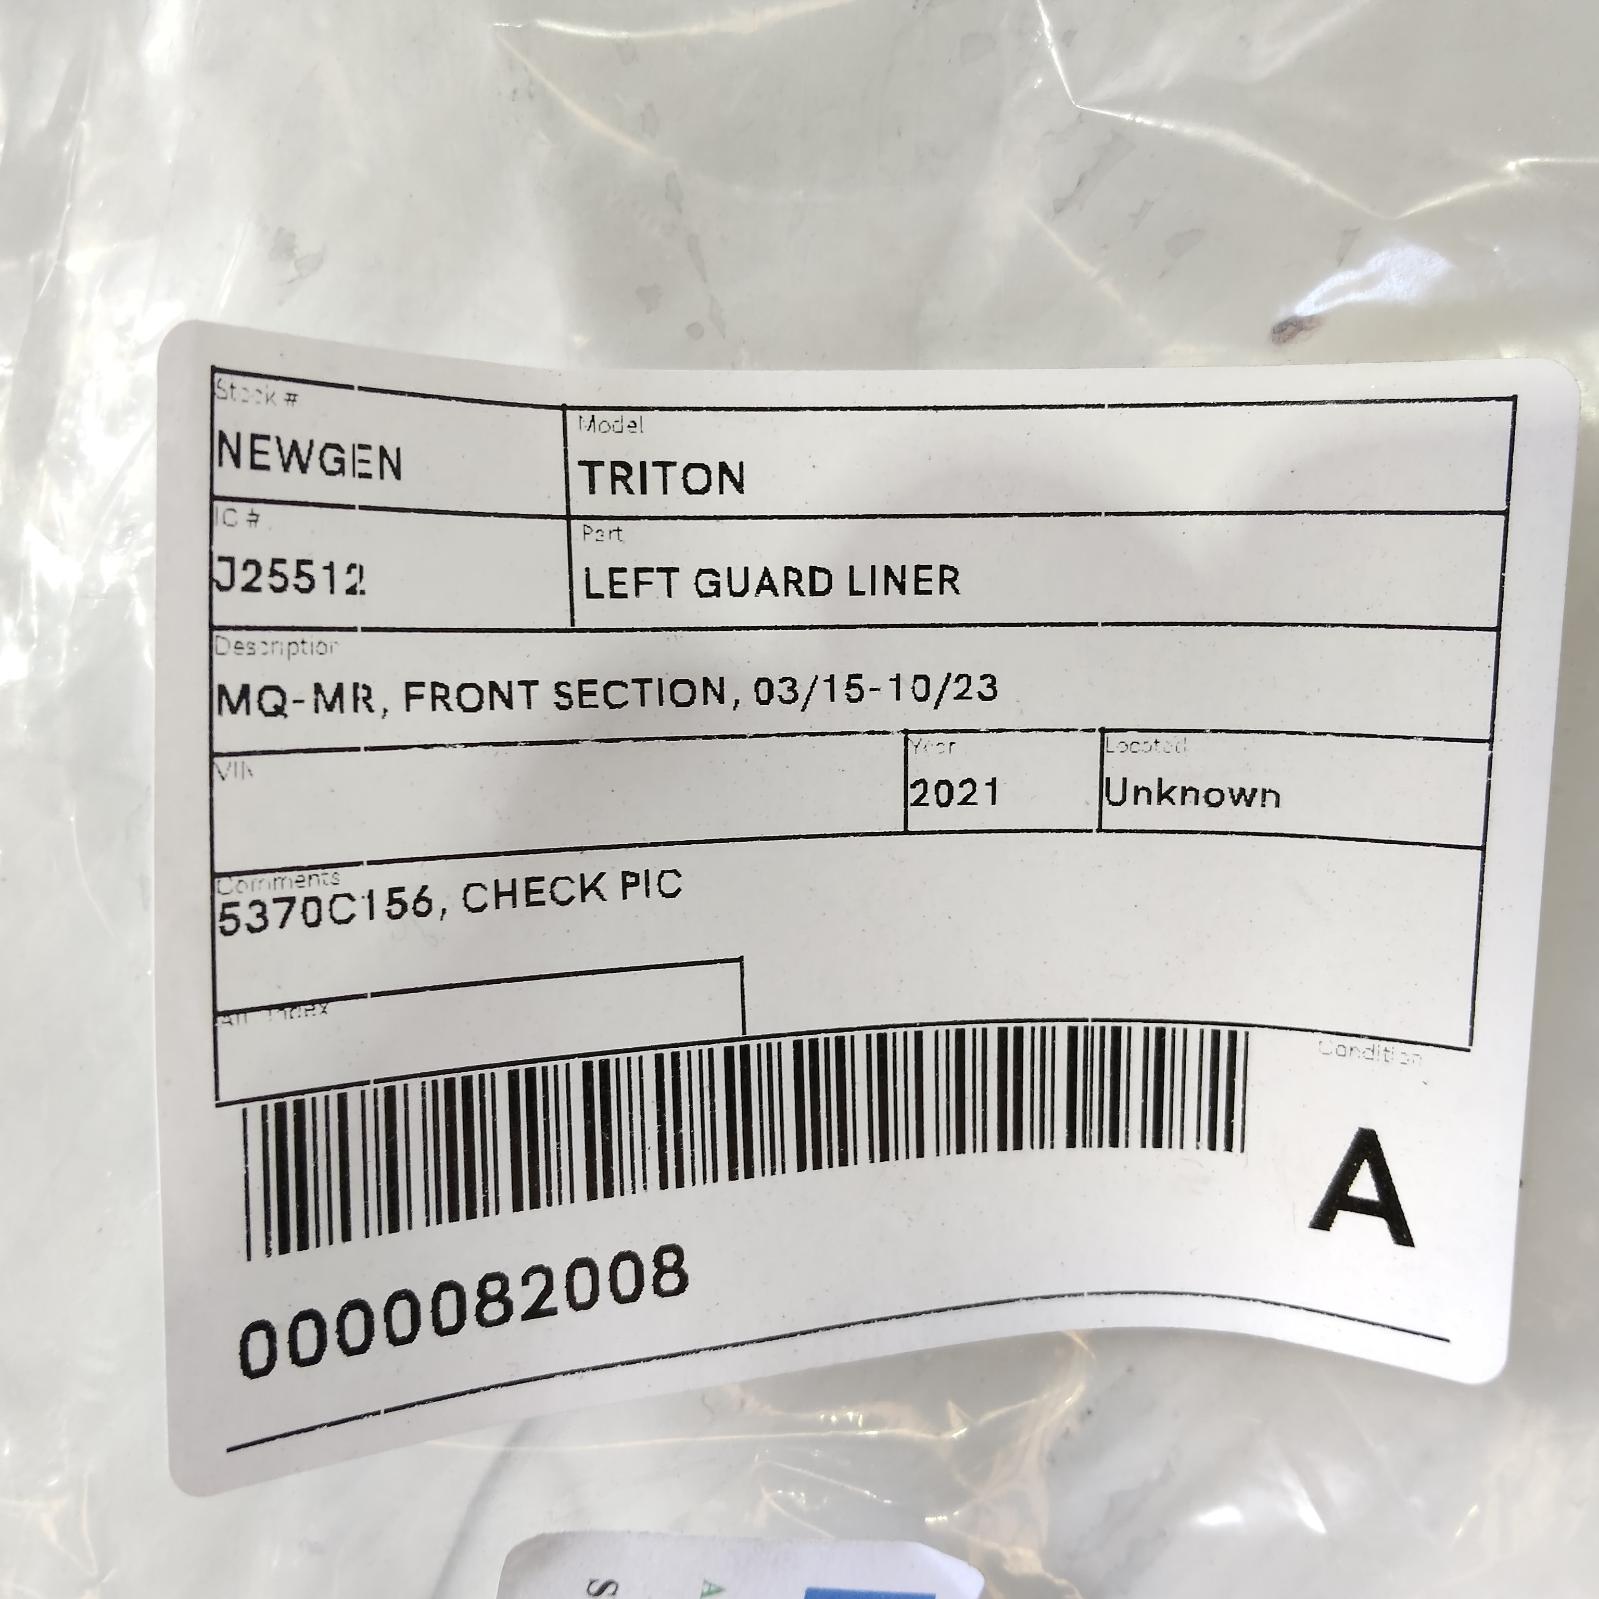 Stock #
NEWGEN
Model
TRITON
IC #
J25512
Part
LEFT GUARD LINER
Description
MQ-MR, FRONT SECTION, 03/15-10/23
VIN
Year
2021
Located
Unknown
Comments
5370C156, CHECK PIC
Index
Condition
A
0000082008
S
A